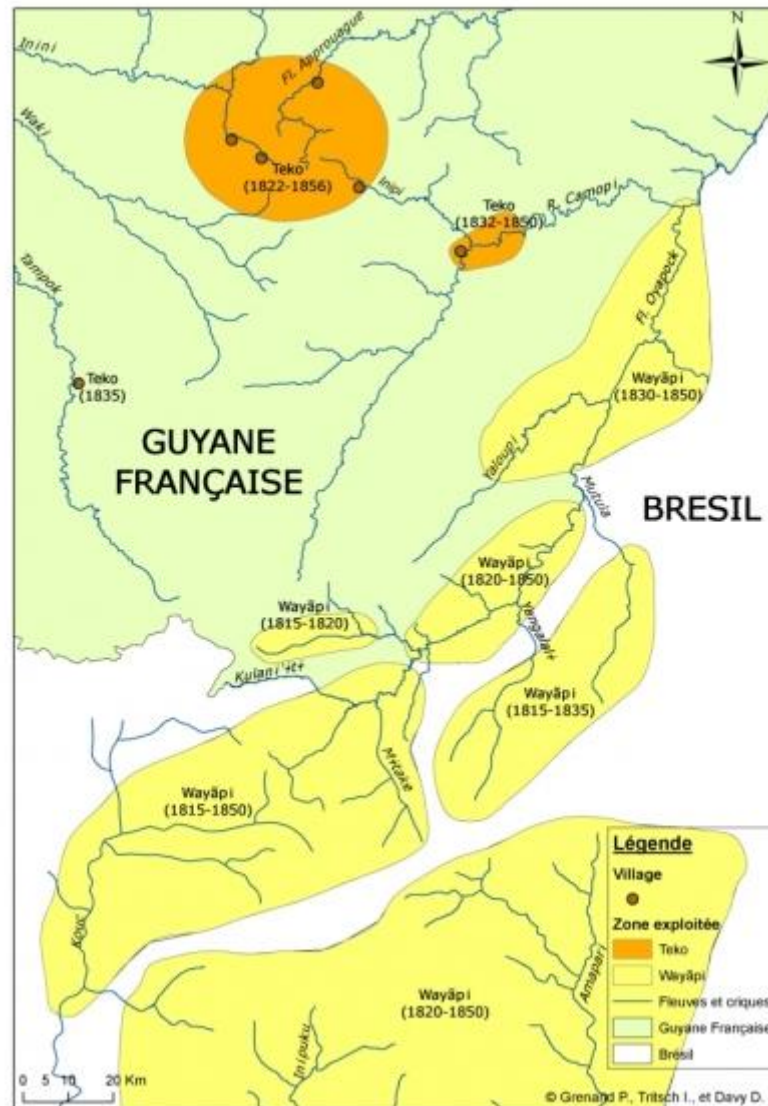 N
Inini
Fl. Approuague
Waki
Teko
(1822-1856)
Inipi
Teko
(1832-1850)
R. Camopi
Tampok
Fl. Oyapock
Teko
(1835)
Wayãpi
(1830-1850)
GUYANE
FRANÇAISE
Yaloupi
Mutuia
BRESIL
Wayãpi
(1820-1850)
Wayãpi
(1815-1820)
Kulani
Wayãpi
(1815-1835)
Wayãpi
(1815-1850)
Kouc
Légende
Village
Zone exploitée
Teko
Wayãpi
Fleuves et criques
Guyane Française
Brésil
Amapari
Wayãpi
(1820-1850)
Inipuku
0 5 10 20 Km
© Grenand P., Tritsch I., et Davy D.